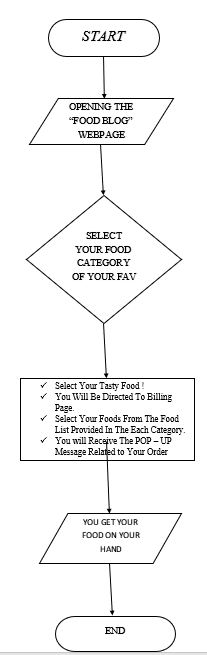 START
OPENING THE
“FOOD BLOG”
WEBPAGE
SELECT
YOUR FOOD
CATEGORY
OF YOUR FAV
✓ Select Your Tasty Food !
✓ You Will Be Directed To Billing
Page.
✓ Select Your Foods From The Food
List Provided In The Each Category.
✓ You will Receive The POP – UP
Message Related to Your Order
YOU GET YOUR
FOOD ON YOUR
HAND
END